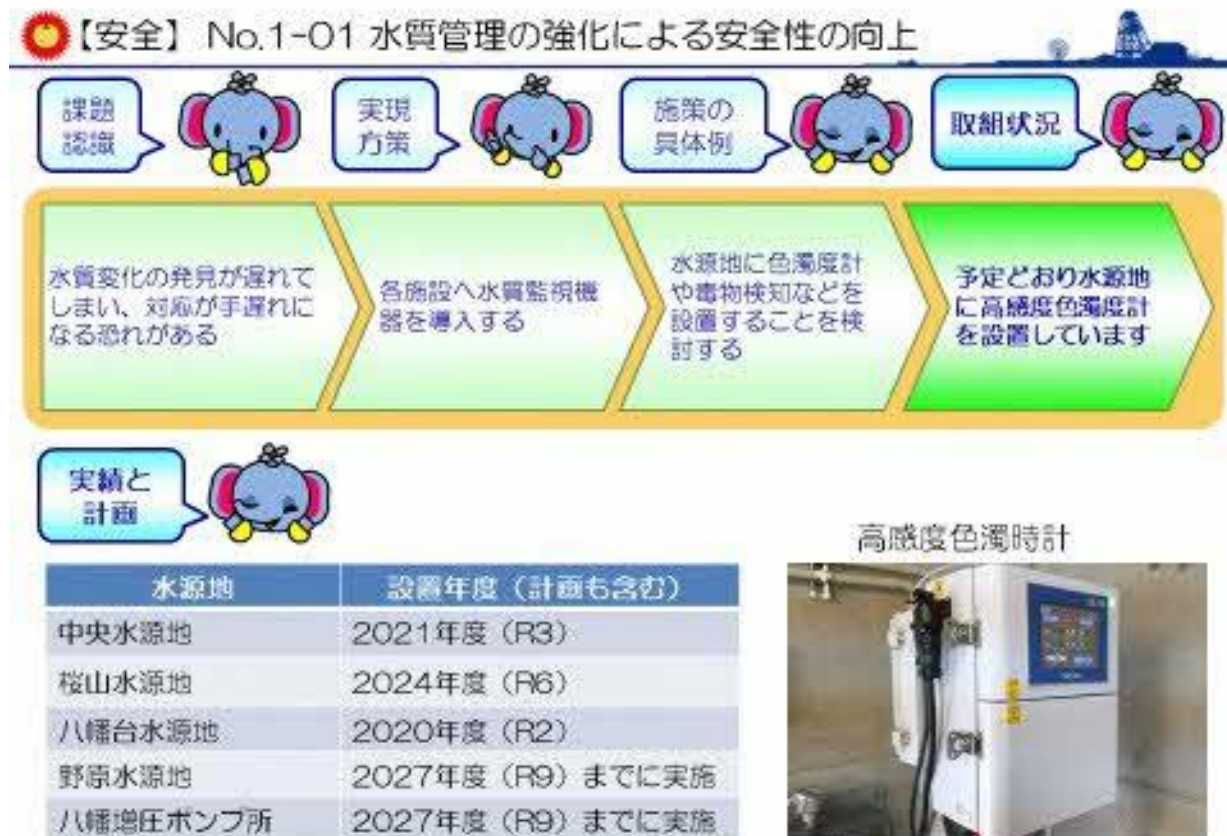 【安全】 No.1-01 水質管理の強化による安全性の向上
課題
認識
実現
方策
施策の
具体例
取組状況
水質変化の発見が遅れて
しまい、対応が手遅れに
なる恐れがある
各施設へ水質監視機
器を導入する
水源地に色濁度計
や毒物検知などを
設置することを検
討する
予定どおり水源地
に高感度色濁度計
を設置しています
実績と
計画
高感度色濁時計
水源地 設置年度（計画も含む）
中央水源地 2021年度（R3）
桜山水源地 2024年度（R6）
八幡台水源地 2020年度（R2）
野原水源地 2027年度（R9）までに実施
八幡増圧ポンプ所 2027年度（R9）までに実施